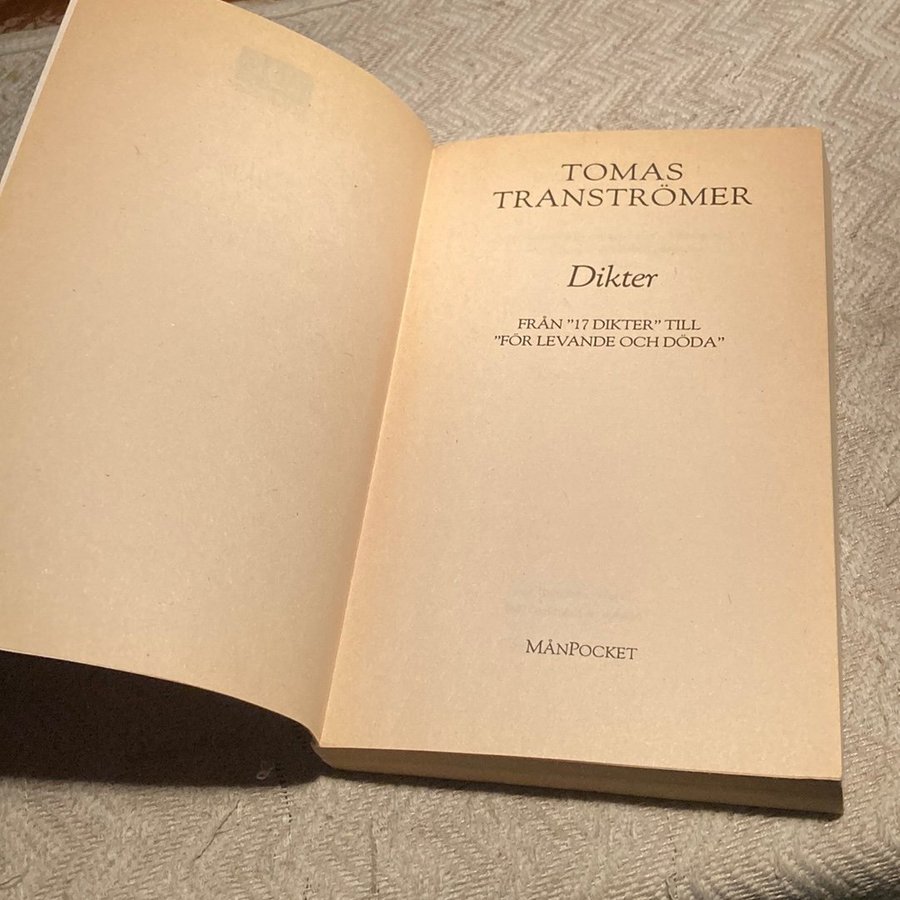 TOMAS
TRANSTRÖMER
Dikter
FRÅN ”17 DIKTER” TILL
”FÖR LEVANDE OCH DÖDA”
MÅNPOCKET